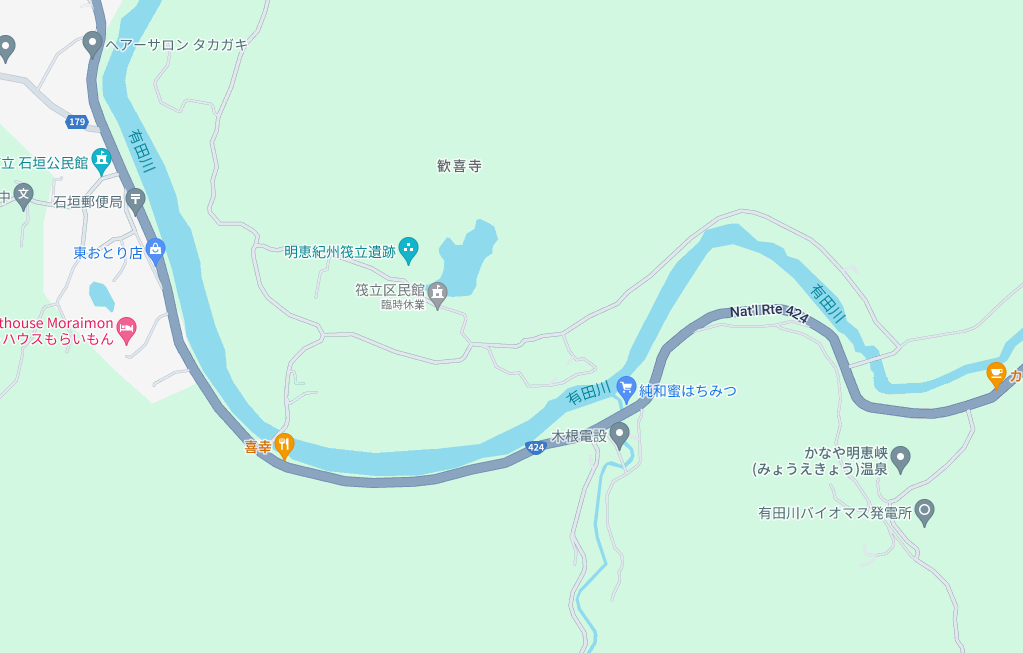 ヘアーサロン タカガキ
179
有田川
立 石垣公民館
中
文
石垣郵便局
歓喜寺
東おとり店
明恵紀州筏立遺跡
筏立区民館
臨時休業
thouse Moraimon
ハウスもらいもん
有田川
Nat'l Rte 424
有田川
純和蜜はちみつ
カ
喜幸
木根電設
424
かなや明恵峡
(みょうえきょう)温泉
有田川バイオマス発電所